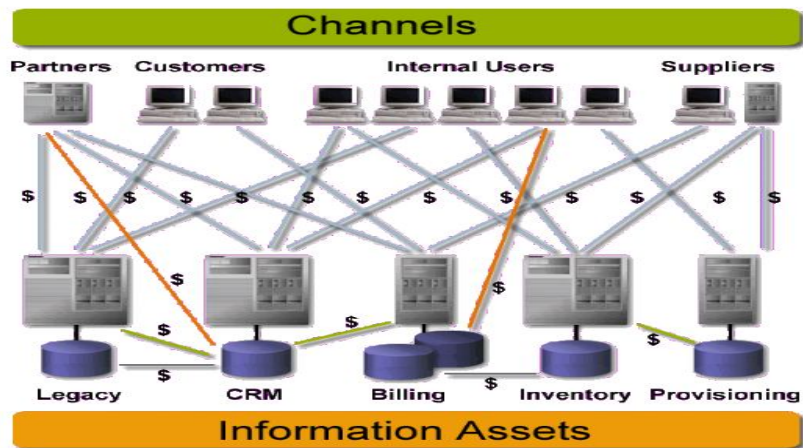 Channels
Partners Customers Internal Users Suppliers
$ $ $ $ $ $ $ $ $ $ $ $
$ $
$ $ $
$ $
Legacy CRM Billing Inventory Provisioning
Information Assets